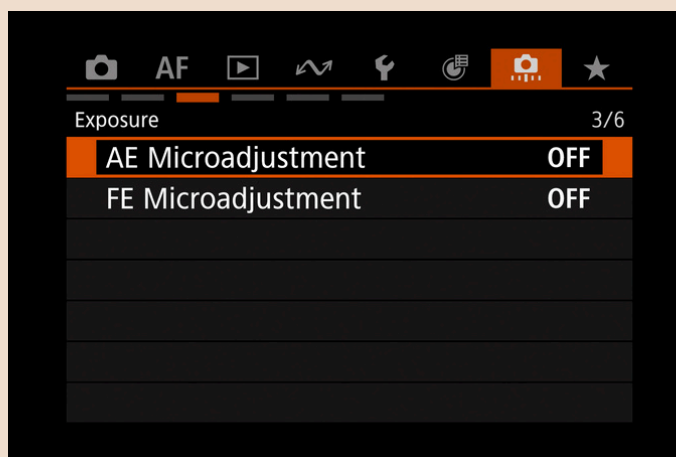 AF
Exposure 3/6
AE Microadjustment OFF
FE Microadjustment OFF